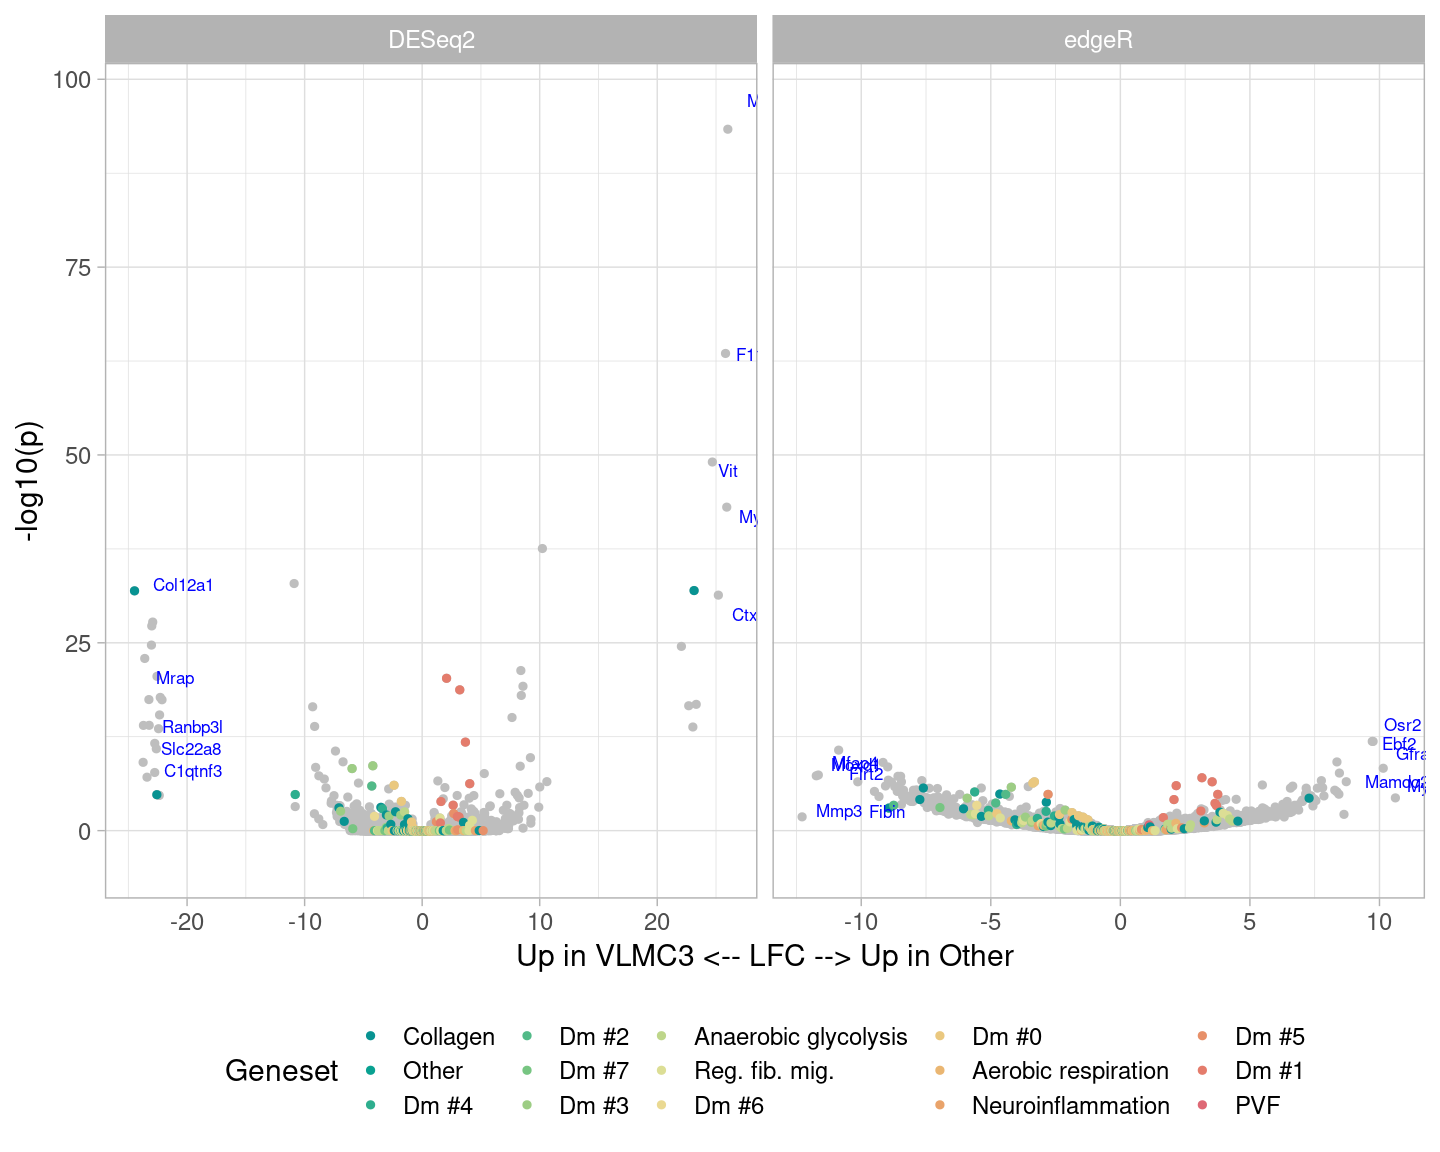 DESeq2
edgeR
100
75
50
25
0
-log10(p)
Vit
Col12a1
Mrap
Ranbp3l
Slc22a8
C1qtnf3
Osr2
Ebf2
Flrt2
Mmp3
Fibin
-20
-10
0
10
20
-10
-5
0
5
10
Up in VLMC3 <-- LFC --> Up in Other
Geneset
Collagen
Other
Dm #4
Dm #2
Dm #7
Dm #3
Anaerobic glycolysis
Reg. fib. mig.
Dm #6
Dm #0
Aerobic respiration
Neuroinflammation
Dm #5
Dm #1
PVF